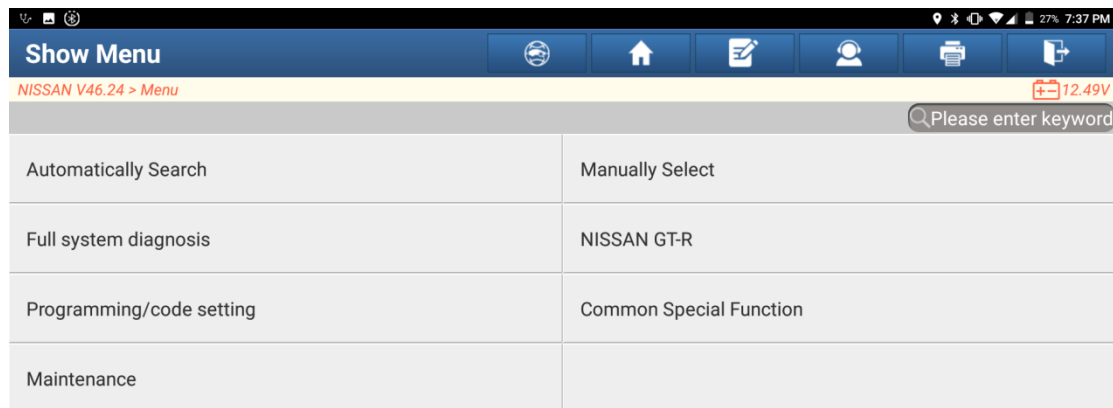 27% 7:37 PM
Show Menu
NISSAN V46.24 > Menu
12.49V
Please enter keyword
Automatically Search
Manually Select
Full system diagnosis
NISSAN GT-R
Programming/code setting
Common Special Function
Maintenance